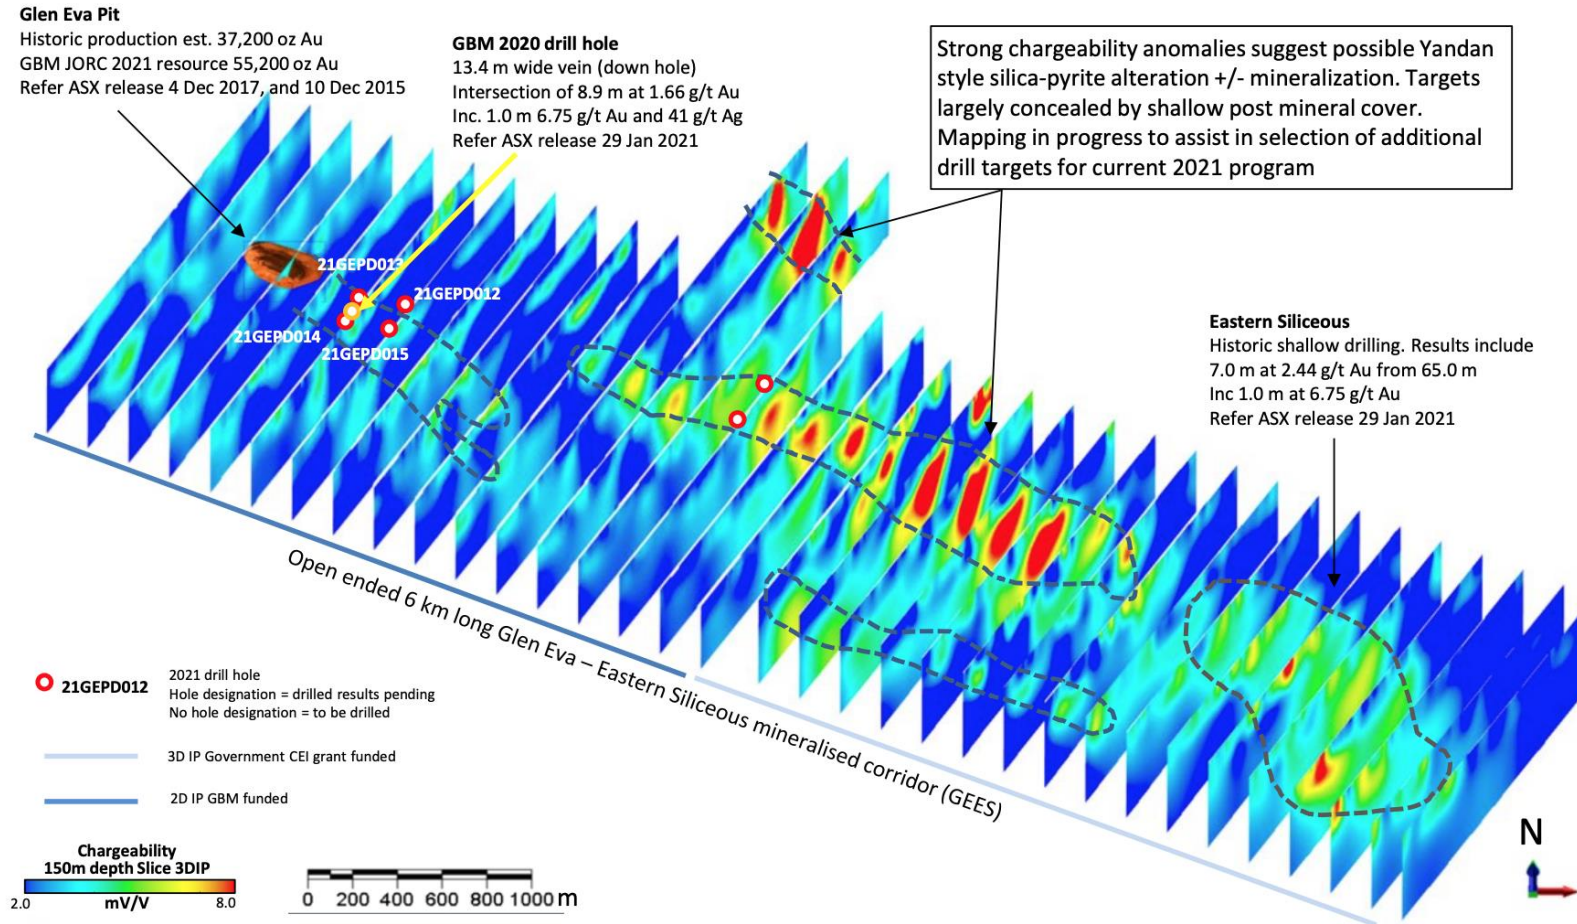 Glen Eva Pit
Historic production est. 37,200 oz Au
GBM JORC 2021 resource 55,200 oz Au
Refer ASX release 4 Dec 2017, and 10 Dec 2015
GBM 2020 drill hole
13.4 m wide vein (down hole)
Intersection of 8.9 m at 1.66 g/t Au
Inc. 1.0 m 6.75 g/t Au and 41 g/t Ag
Refer ASX release 29 Jan 2021
Strong chargeability anomalies suggest possible Yandan
style silica-pyrite alteration +/- mineralization. Targets
largely concealed by shallow post mineral cover.
Mapping in progress to assist in selection of additional
drill targets for current 2021 program
21GEPD013
21GEPD012
21GEPD014
21GEPD015
Eastern Siliceous
Historic shallow drilling. Results include
7.0 m at 2.44 g/t Au from 65.0 m
Inc 1.0 m at 6.75 g/t Au
Refer ASX release 29 Jan 2021
Open ended 6 km long Glen Eva – Eastern Siliceous mineralised corridor (GEES)
21GEPD012
2021 drill hole
Hole designation = drilled results pending
No hole designation = to be drilled
3D IP Government CEI grant funded
2D IP GBM funded
Chargeability
150m depth Slice 3DIP
2.0 mV/V 8.0
0 200 400 600 800 1000 m
N